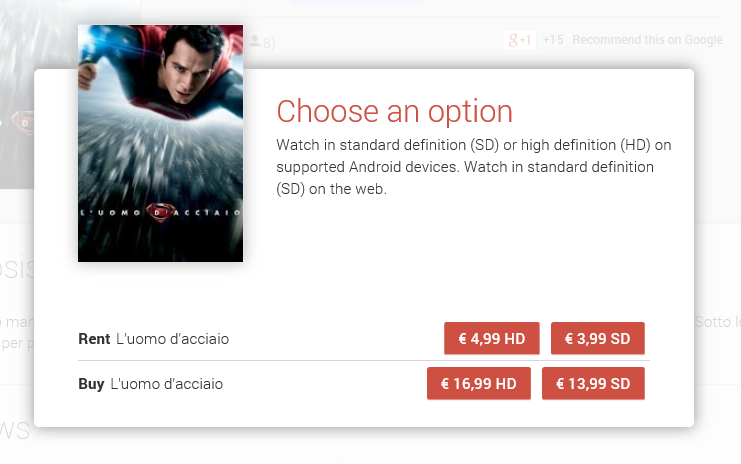 8)
+1 +15 Recommend this on Google
Choose an option
Watch in standard definition (SD) or high definition (HD) on
supported Android devices. Watch in standard definition
(SD) on the web.
L'UOMO D'ACCIAIO
osis
Rent L'uomo d'acciaio € 4,99 HD € 3,99 SD
Sotto le
per p
Buy L'uomo d'acciaio € 16,99 HD € 13,99 SD
ws